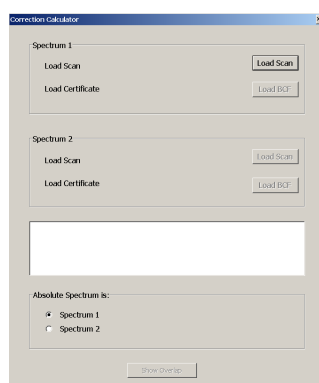 Correction Calculator
Spectrum 1
Load Scan Load Scan
Load Certificate Load BCF
Spectrum 2
Load Scan Load Scan
Load Certificate Load BCF
Absolute Spectrum is:
Spectrum 1
Spectrum 2
Show Overlap